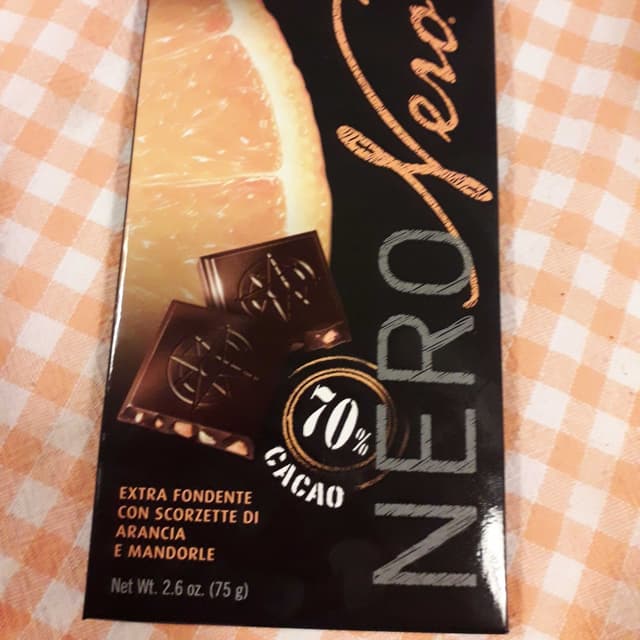 Nero
NERO
70%
CACAO
EXTRA FONDENTE
CON SCORZETTE DI
ARANCIA
E MANDORLE
Net Wt. 2.6 oz. (75 g)